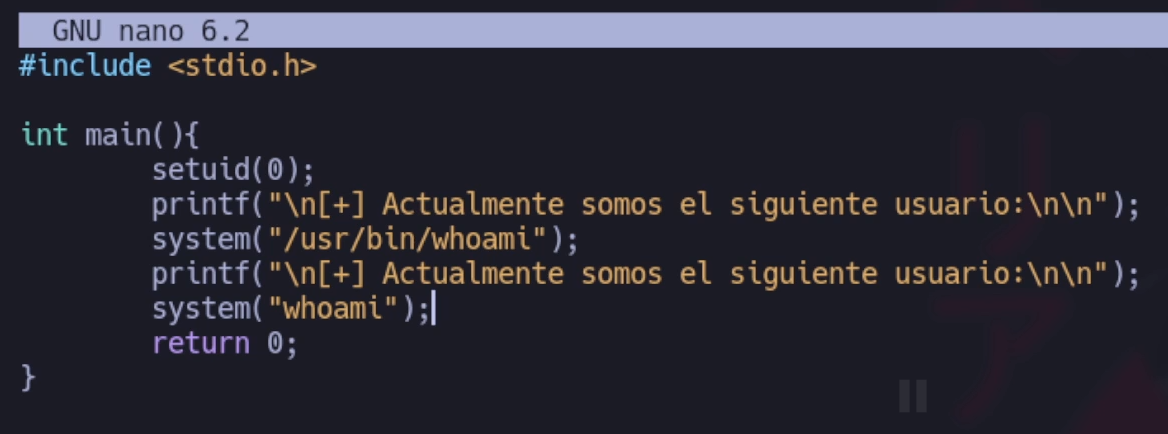 GNU nano 6.2
#include <stdio.h>
int main(){
setuid(0);
printf("\n[+] Actualmente somos el siguiente usuario:\n\n");
system("/usr/bin/whoami");
printf("\n[+] Actualmente somos el siguiente usuario:\n\n");
system("whoami");
return 0;
}